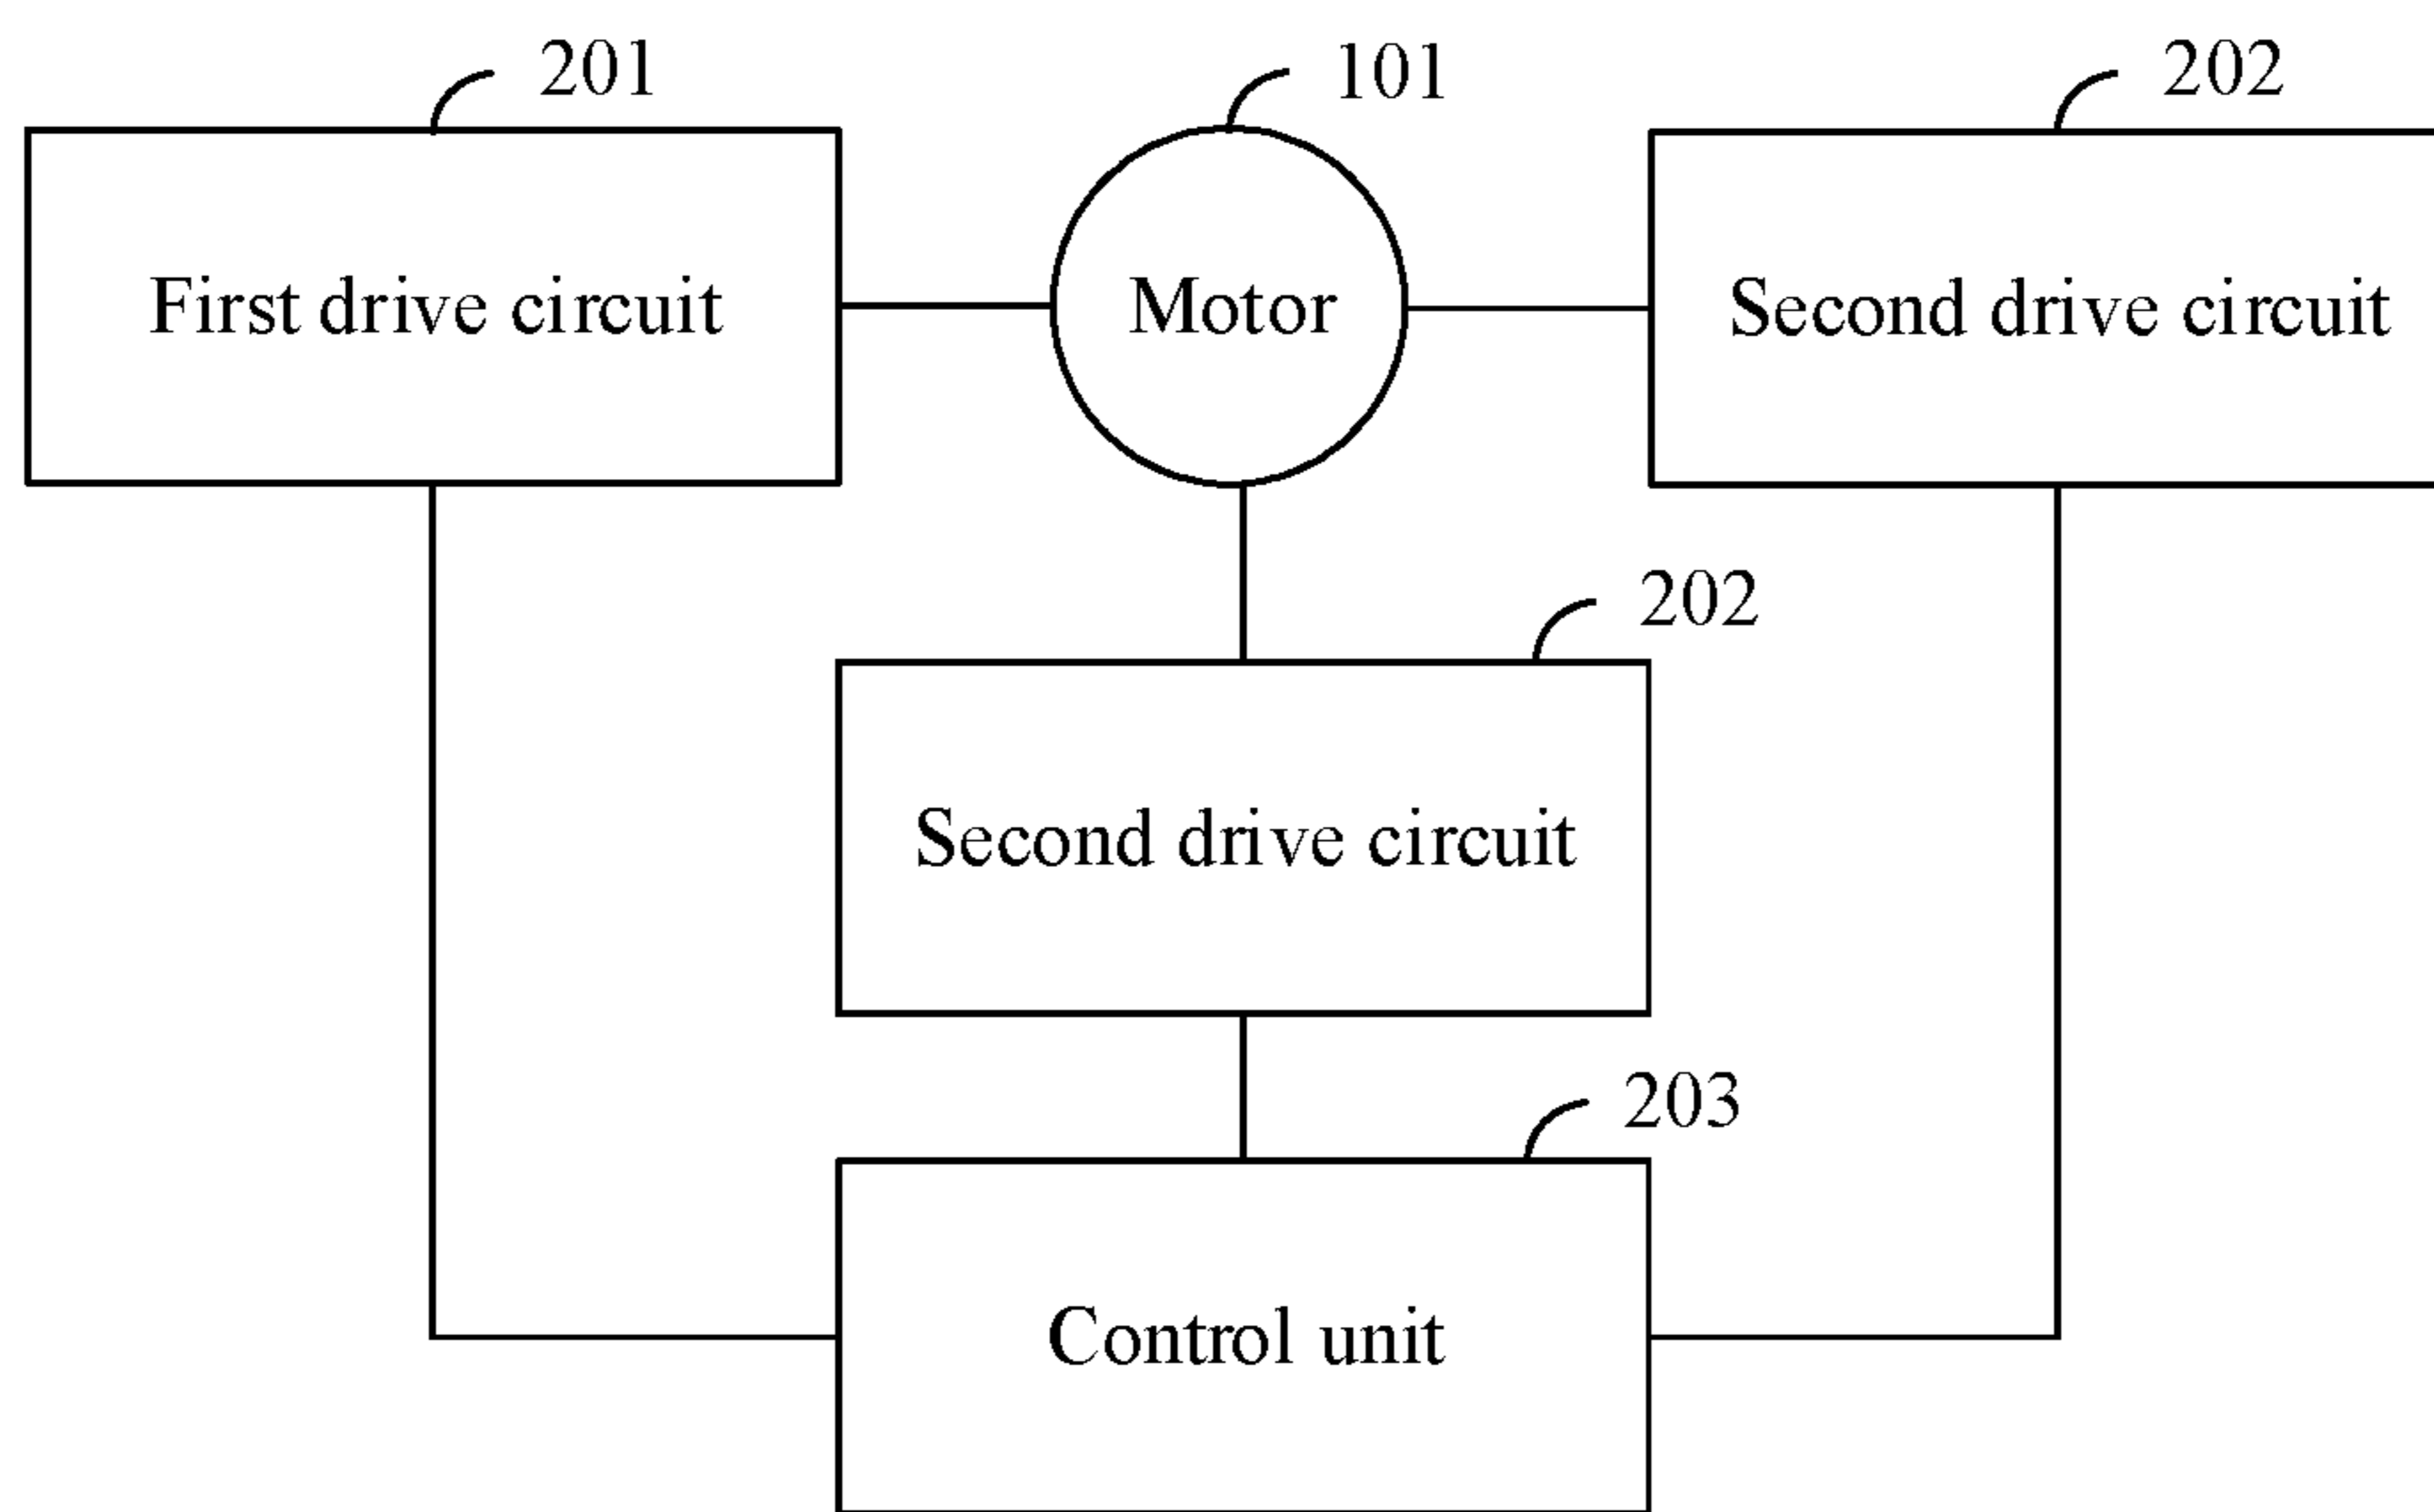 201
101
202
First drive circuit
Motor
Second drive circuit
202
Second drive circuit
203
Control unit